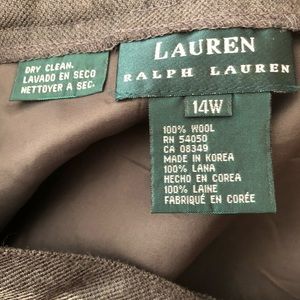 DRY CLEAN.
LAVADO EN SECO
NETTOYER A SEC.
LAUREN
RALPH LAUREN
14W
100% WOOL
RN 54050
CA 08349
MADE IN KOREA
100% LANA
HECHO EN COREA
100% LAINE
FABRIQUÉ EN CORÉE